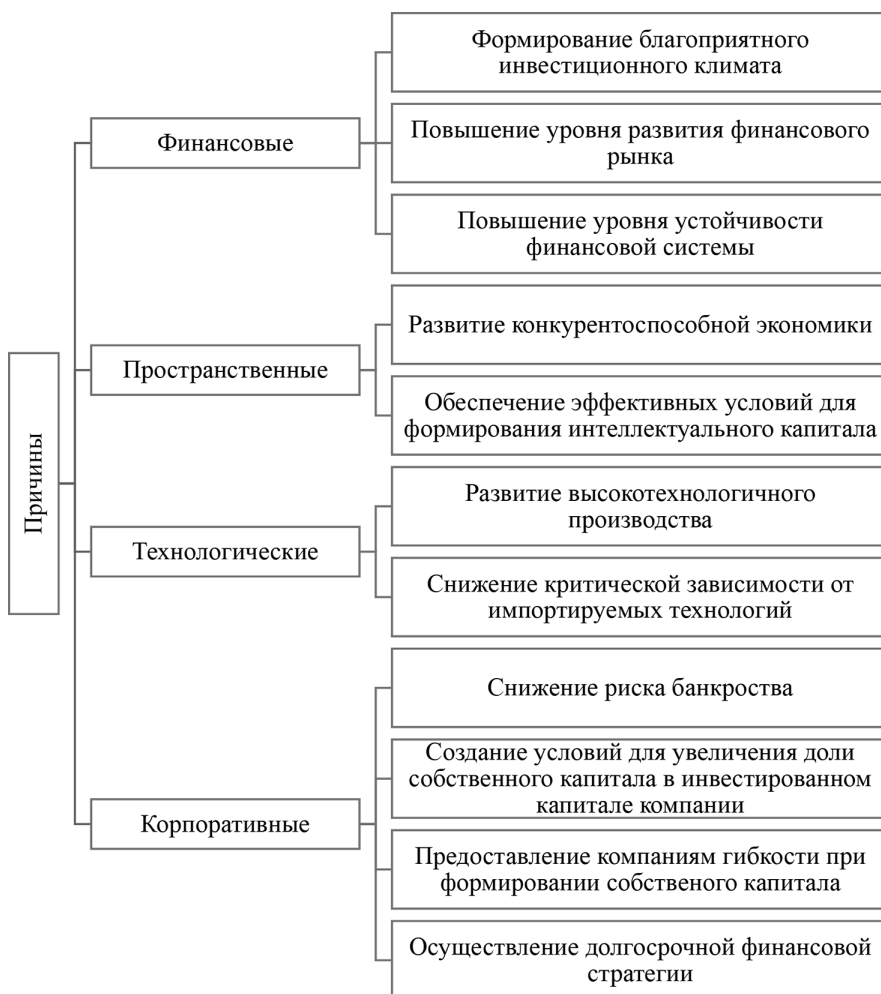 Причины
Финансовые
Формирование благоприятного
инвестиционного климата
Повышение уровня развития финансового
рынка
Повышение уровня устойчивости
финансовой системы
Пространственные
Развитие конкурентоспособной экономики
Обеспечение эффективных условий для
формирования интеллектуального капитала
Технологические
Развитие высокотехнологичного
производства
Снижение критической зависимости от
импортируемых технологий
Корпоративные
Снижение риска банкроства
Создание условий для увеличения доли
собственного капитала в инвестированном
капитале компании
Предоставление компаниям гибкости при
формировании собственого капитала
Осуществление долгосрочной финансовой
стратегии